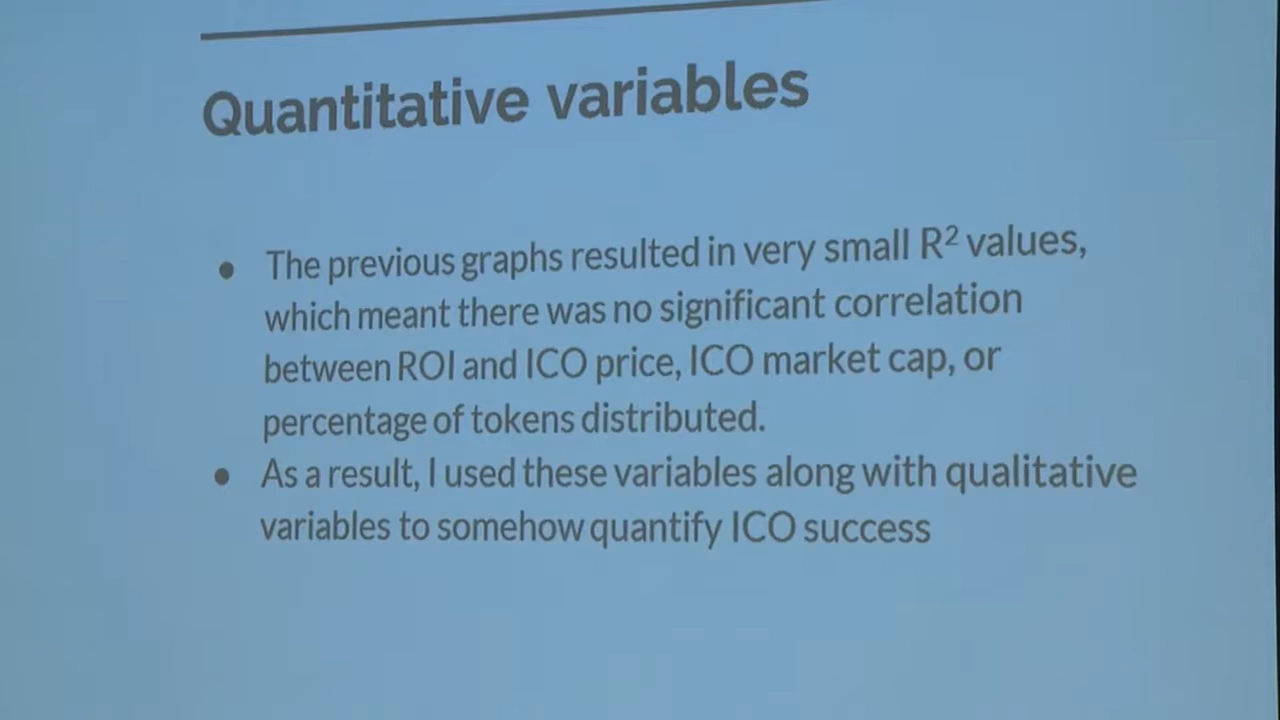 Quantitative variables
● The previous graphs resulted in very small R² values,
which meant there was no significant correlation
between ROI and ICO price, ICO market cap, or
percentage of tokens distributed.
● As a result, I used these variables along with qualitative
variables to somehow quantify ICO success